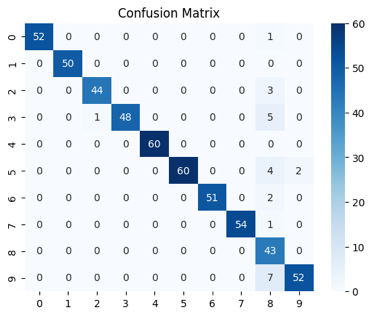 Confusion Matrix
0 52 0 0 0 0 0 0 0 1 0
1 0 50 0 0 0 0 0 0 0 0
2 0 0 44 0 0 0 0 0 3 0
3 0 0 1 48 0 0 0 0 5 0
4 0 0 0 0 60 0 0 0 0 0
5 0 0 0 0 0 60 0 0 4 2
6 0 0 0 0 0 0 51 0 2 0
7 0 0 0 0 0 0 0 54 1 0
8 0 0 0 0 0 0 0 0 43 0
9 0 0 0 0 0 0 0 0 7 52
0 1 2 3 4 5 6 7 8 9
60
50
40
30
20
10
0